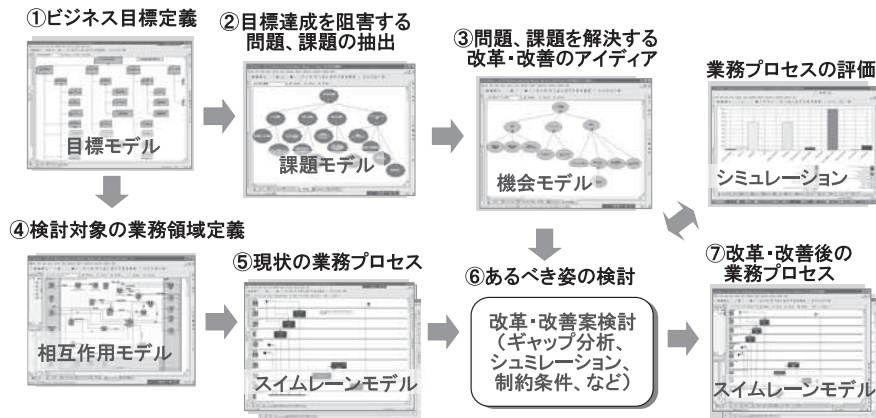 ①ビジネス目標定義
目標モデル
②目標達成を阻害する
問題、課題の抽出
課題モデル
③問題、課題を解決する
改革・改善のアイディア
機会モデル
業務プロセスの評価
シミュレーション
④検討対象の業務領域定義
相互作用モデル
⑤現状の業務プロセス
スイムレーンモデル
⑥あるべき姿の検討
改革・改善案検討
（ギャップ分析、
シュミレーション、
制約条件、など）
⑦改革・改善後の
業務プロセス
スイムレーンモデル